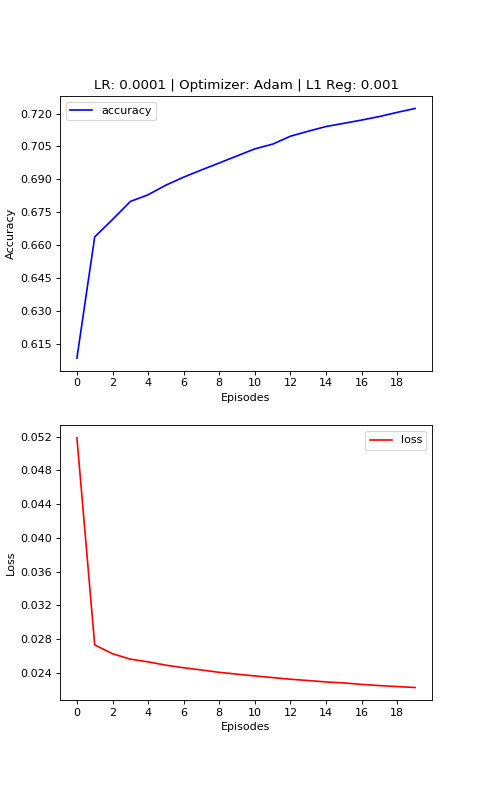 LR: 0.0001 | Optimizer: Adam | L1 Reg: 0.001
accuracy
0.720
0.705
0.690
0.675
0.660
0.645
0.630
0.615
Accuracy
0 2 4 6 8 10 12 14 16 18
Episodes
loss
0.052
0.048
0.044
0.040
0.036
0.032
0.028
0.024
Loss
0 2 4 6 8 10 12 14 16 18
Episodes